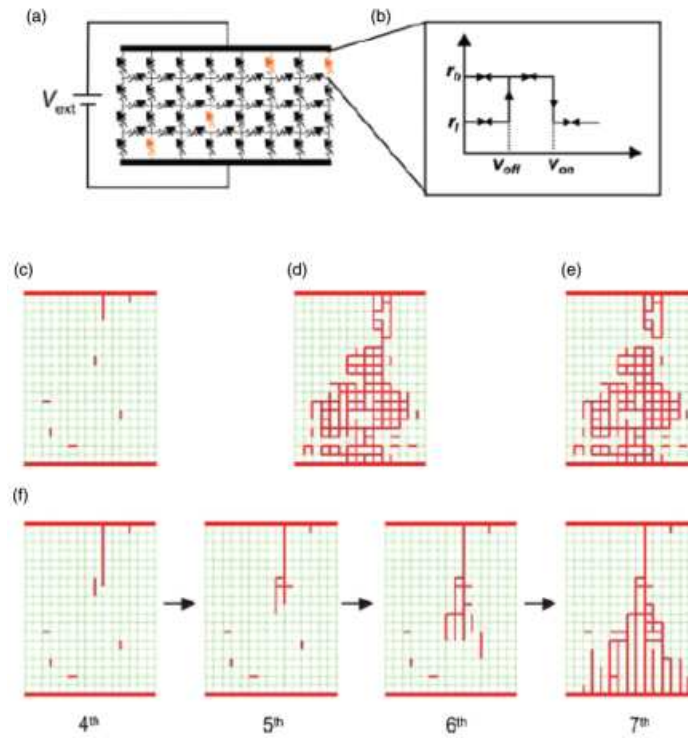 (a)
(b)
V_ext
r_h
r_l
V_off
V_on
(c)
(d)
(e)
(f)
4th
5th
6th
7th